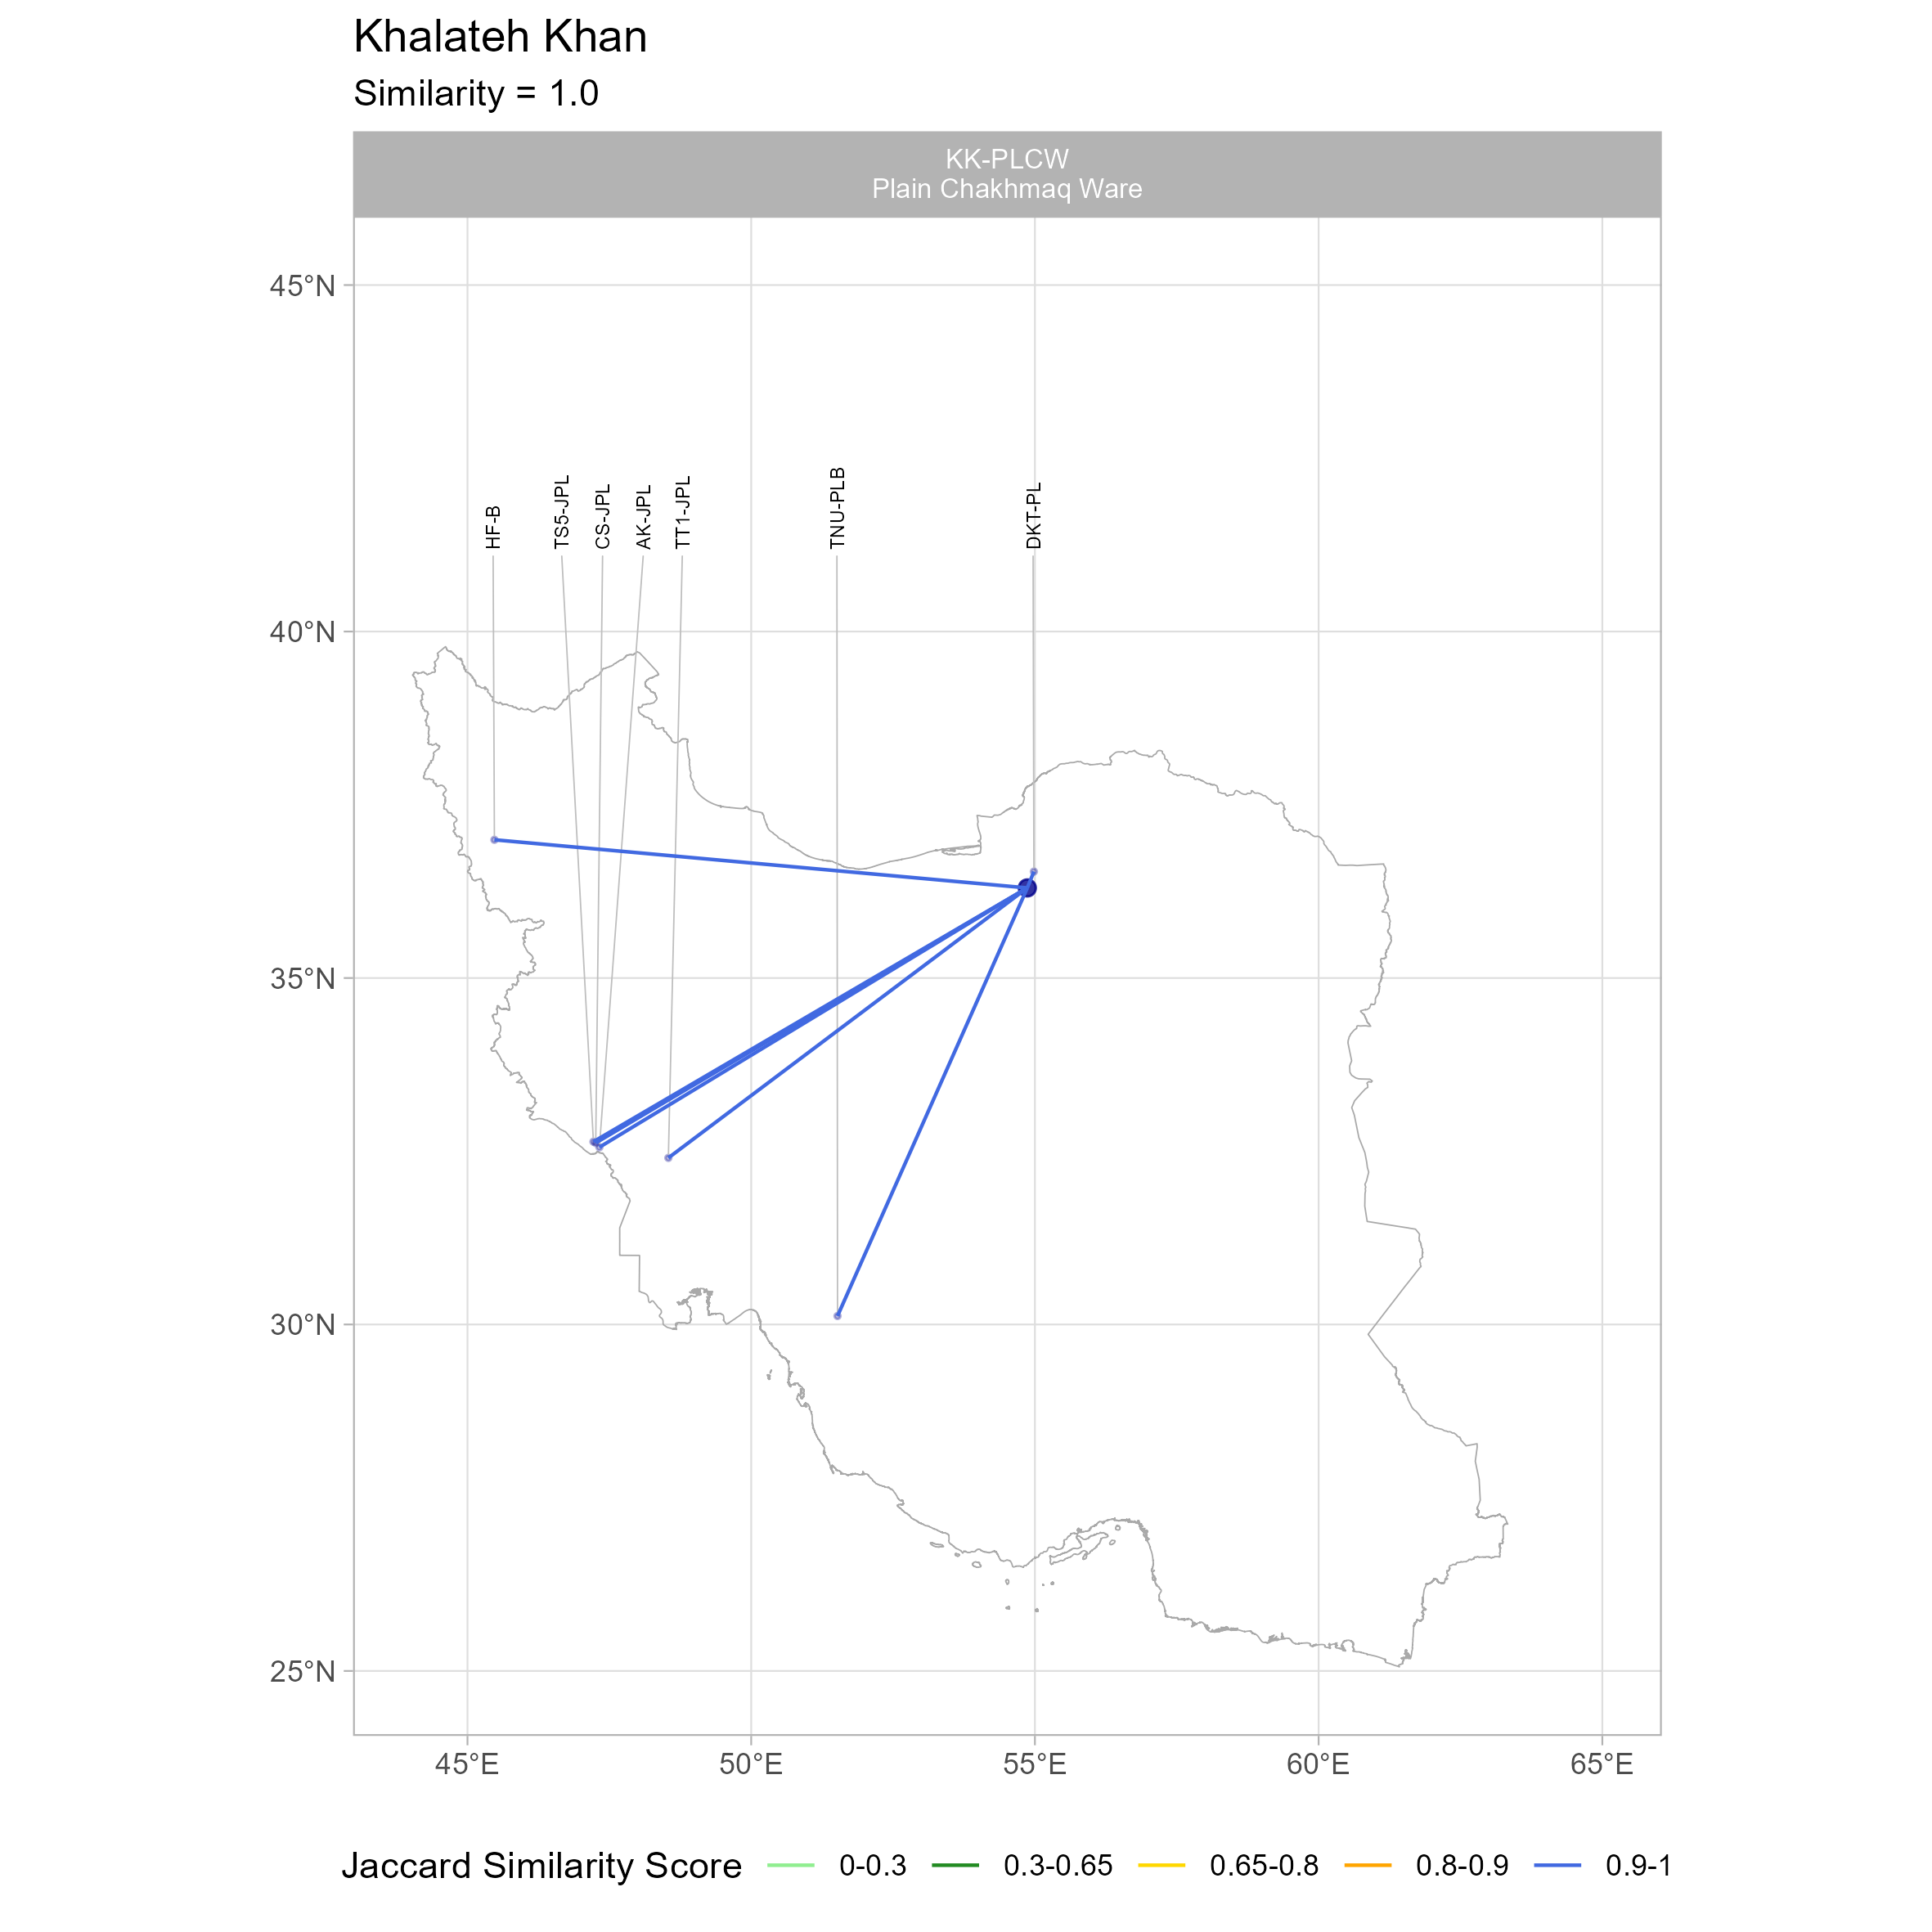 Khalateh Khan
Similarity = 1.0
KK-PLCW
Plain Chakhmaq Ware
45°N
40°N
35°N
30°N
25°N
HF-B
TS5-JPL
CS-JPL
AK-JPL
TT1-JPL
TNU-PLB
DKT-PL
45°E 50°E 55°E 60°E 65°E
Jaccard Similarity Score 0-0.3 0.3-0.65 0.65-0.8 0.8-0.9 0.9-1